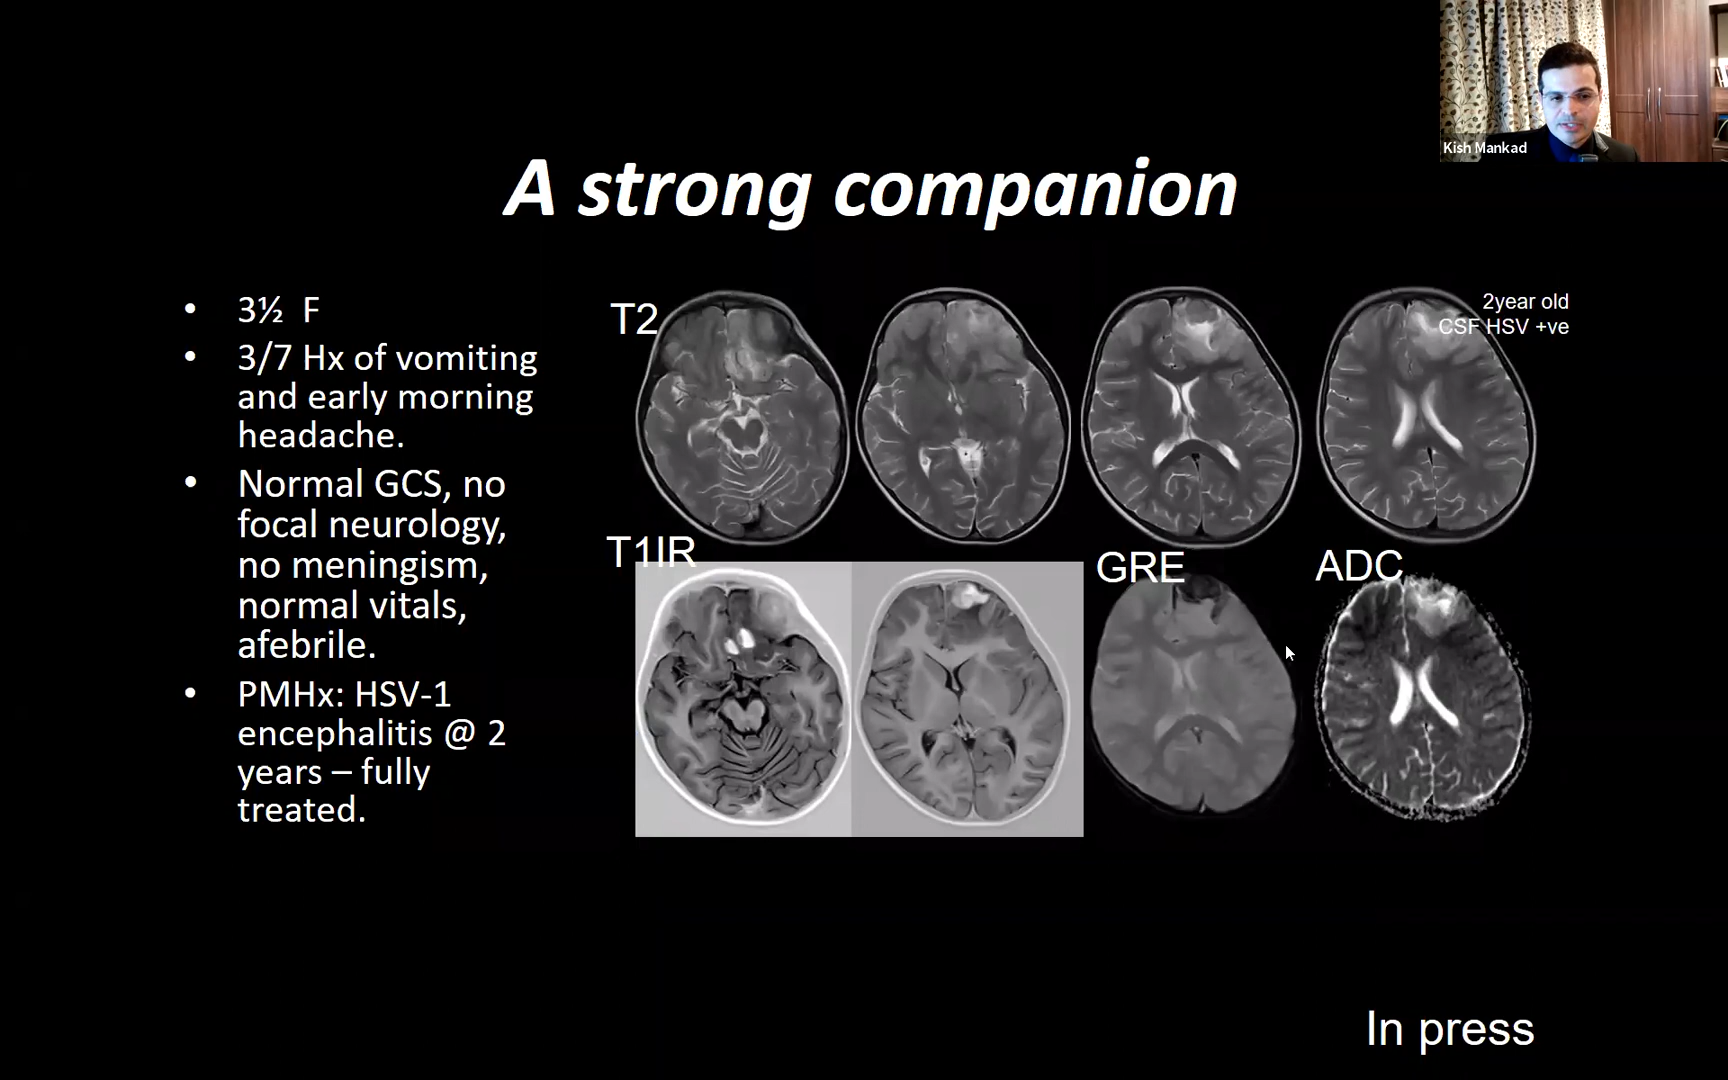 Kish Mankad
A strong companion
• 3½ F
• 3/7 Hx of vomiting
and early morning
headache.
• Normal GCS, no
focal neurology,
no meningism,
normal vitals,
afebrile.
• PMHx: HSV-1
encephalitis @ 2
years – fully
treated.
T2
2year old
CSF HSV +ve
T1IR
GRE
ADC
In press